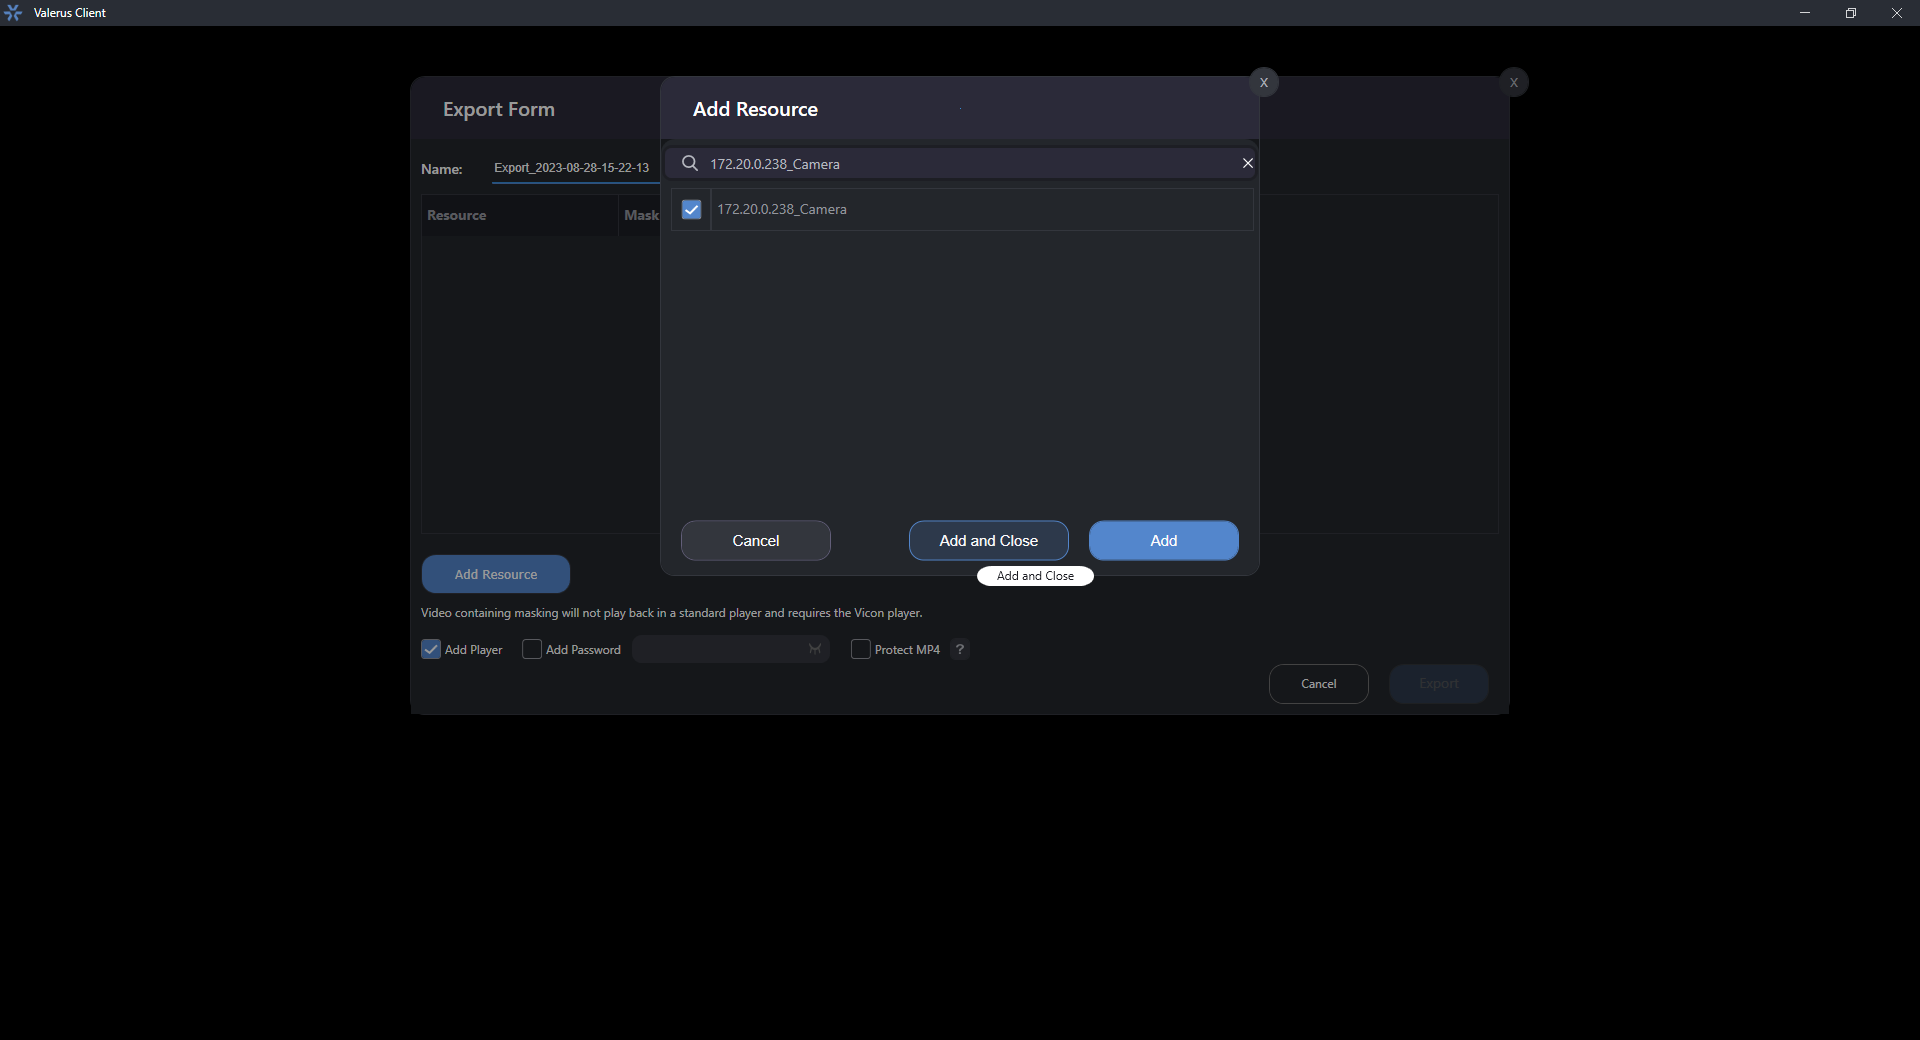 Valerus Client
X
X
Export Form
Add Resource
Name:
Export_2023-08-28-15-22-13
172.20.0.238_Camera
172.20.0.238_Camera
Resource
Mask
Cancel
Add and Close
Add
Add and Close
Add Resource
Video containing masking will not play back in a standard player and requires the Vicon player.
Add Player
Add Password
Protect MP4
?
Cancel
Export